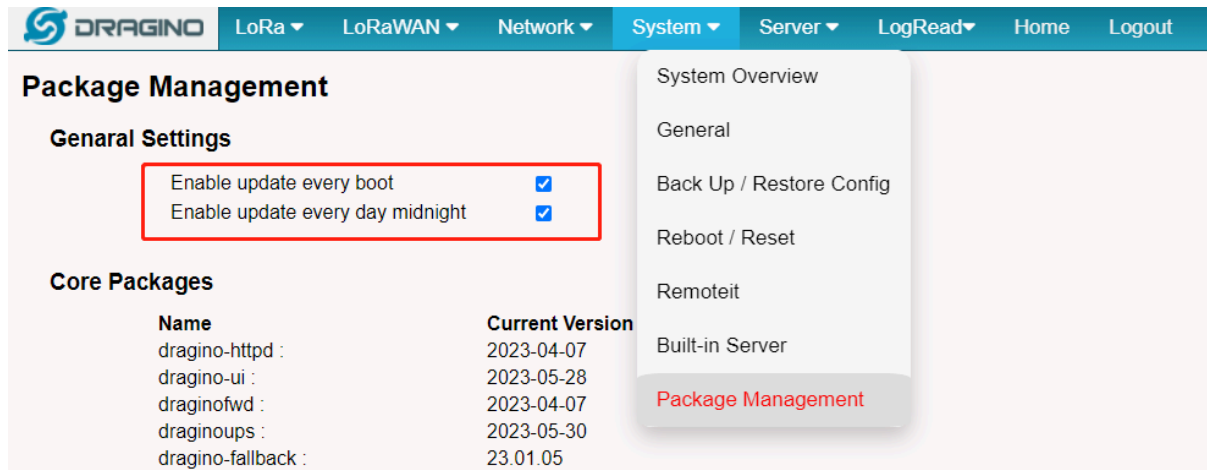 DRAGINO LoRa ▾ LoRaWAN ▾ Network ▾ System ▾ Server ▾ LogRead▾ Home Logout
Package Management
Genaral Settings
Enable update every boot
Enable update every day midnight
Core Packages
Name Current Version
dragino-httpd : 2023-04-07
dragino-ui : 2023-05-28
draginofwd : 2023-04-07
draginoups : 2023-05-30
dragino-fallback : 23.01.05
System Overview
General
Back Up / Restore Config
Reboot / Reset
Remoteit
Built-in Server
Package Management